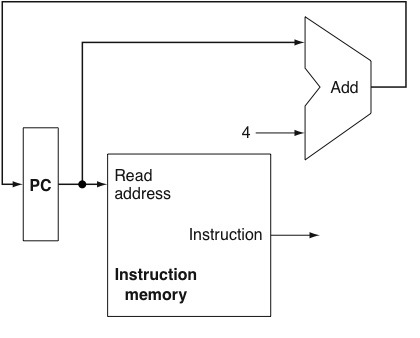 Add
4
PC
Read
address
Instruction
Instruction
memory